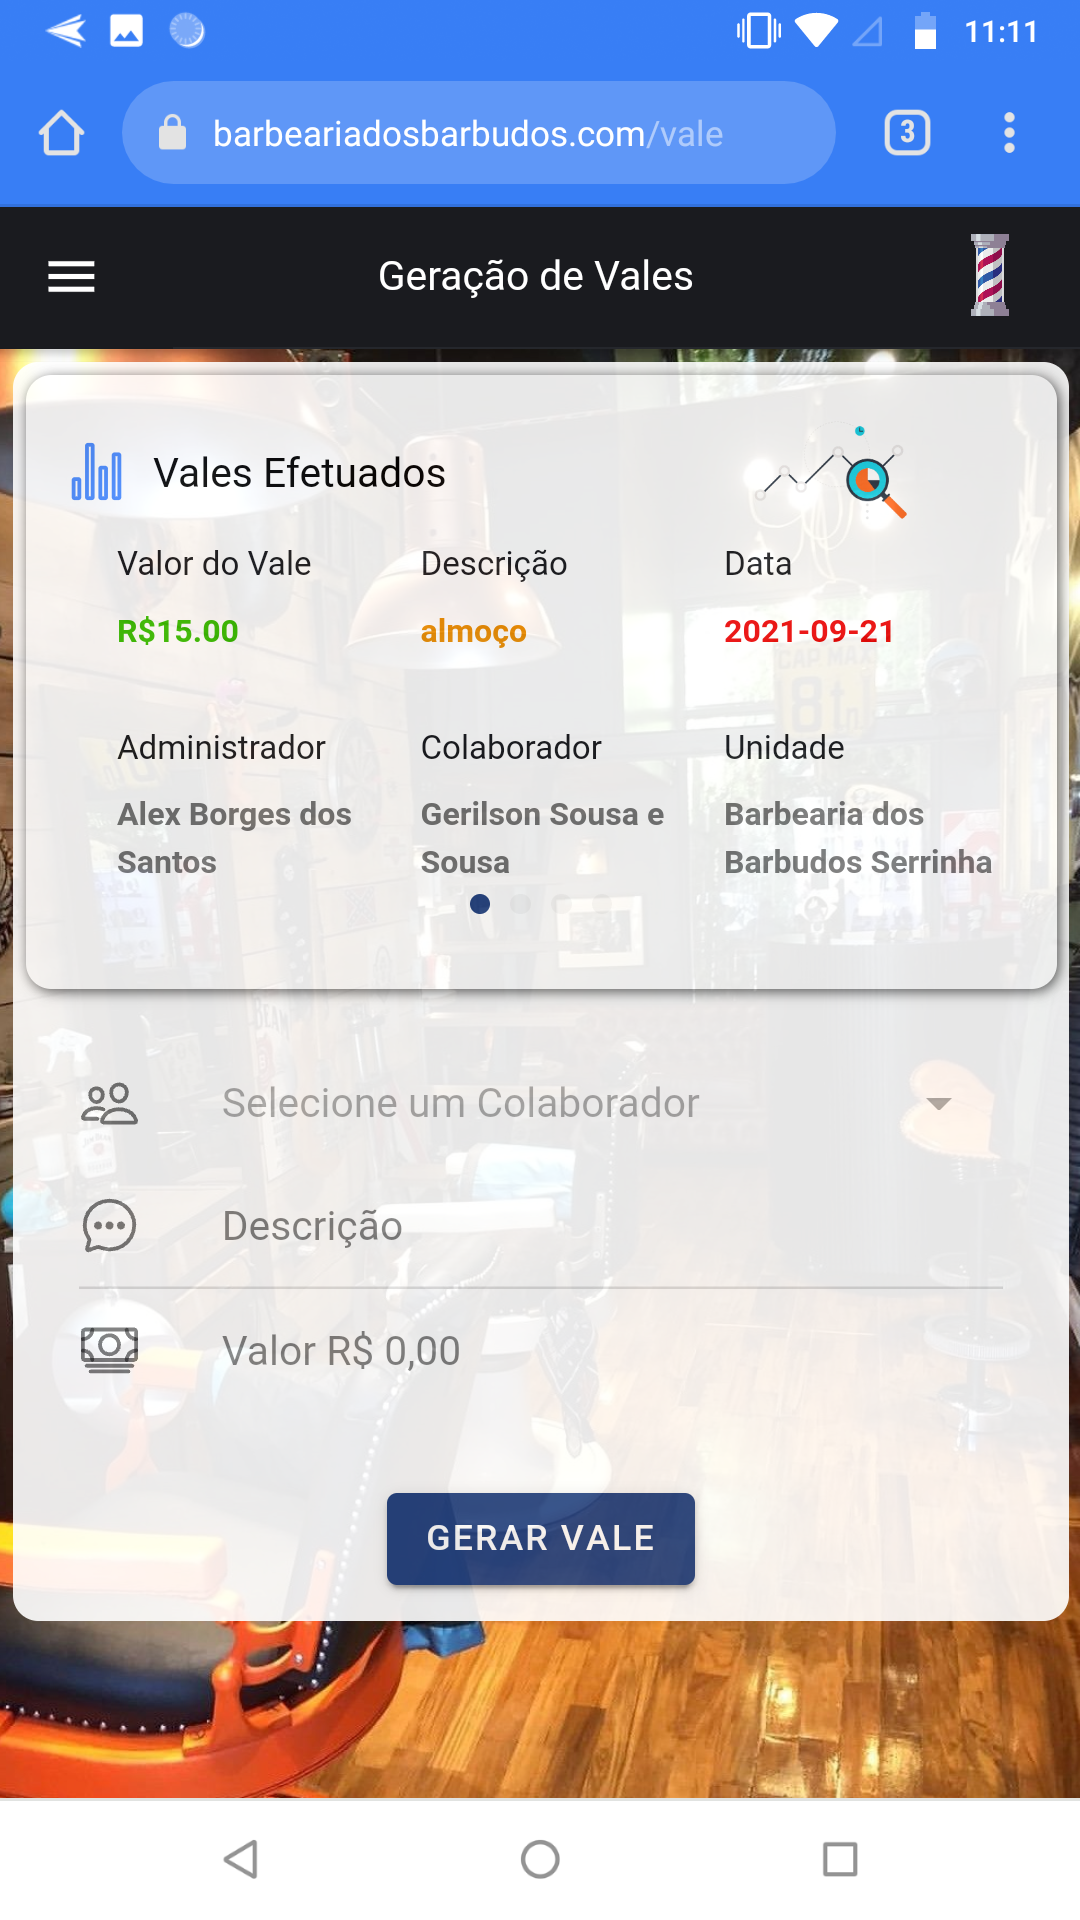 11:11
barbeariadosbarbudos.com/vale
3
Geração de Vales
Vales Efetuados
Valor do Vale Descrição Data
R$15.00 almoço 2021-09-21
Administrador Colaborador Unidade
Alex Borges dos Gerilson Sousa e Barbearia dos
Santos Sousa Barbudos Serrinha
Selecione um Colaborador
Descrição
Valor R$ 0,00
GERAR VALE